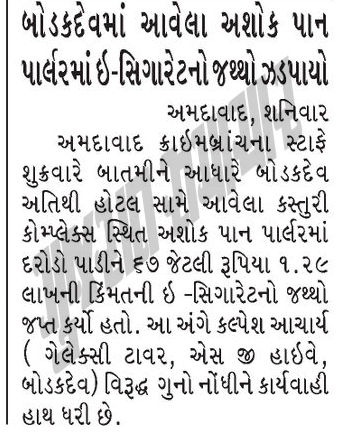 બોડકદેવમાં આવેલા અશોક પાન
પાર્લરમાં ઇ-સિગારેટનો જથ્થો ઝડપાયો
અમદાવાદ, શનિવાર
અમદાવાદ ક્રાઇમબ્રાંચના સ્ટાફે
શુક્રવારે બાતમીને આધારે બોડકદેવ
અતિથી હોટલ સામે આવેલા કસ્તુરી
કોમ્પ્લેક્સ સ્થિત અશોક પાન પાર્લરમાં
દરોડો પાડીને ૬૭ જેટલી રૂપિયા ૧.૨૯
લાખની કિંમતની ઇ -સિગારેટનો જથ્થો
જપ્ત કર્યો હતો. આ અંગે કલ્પેશ આચાર્ય
( ગેલેક્સી ટાવર, એસ જી હાઇવે,
બોડકદેવ) વિરૂદ્ધ ગુનો નોંધીને કાર્યવાહી
હાથ ધરી છે.